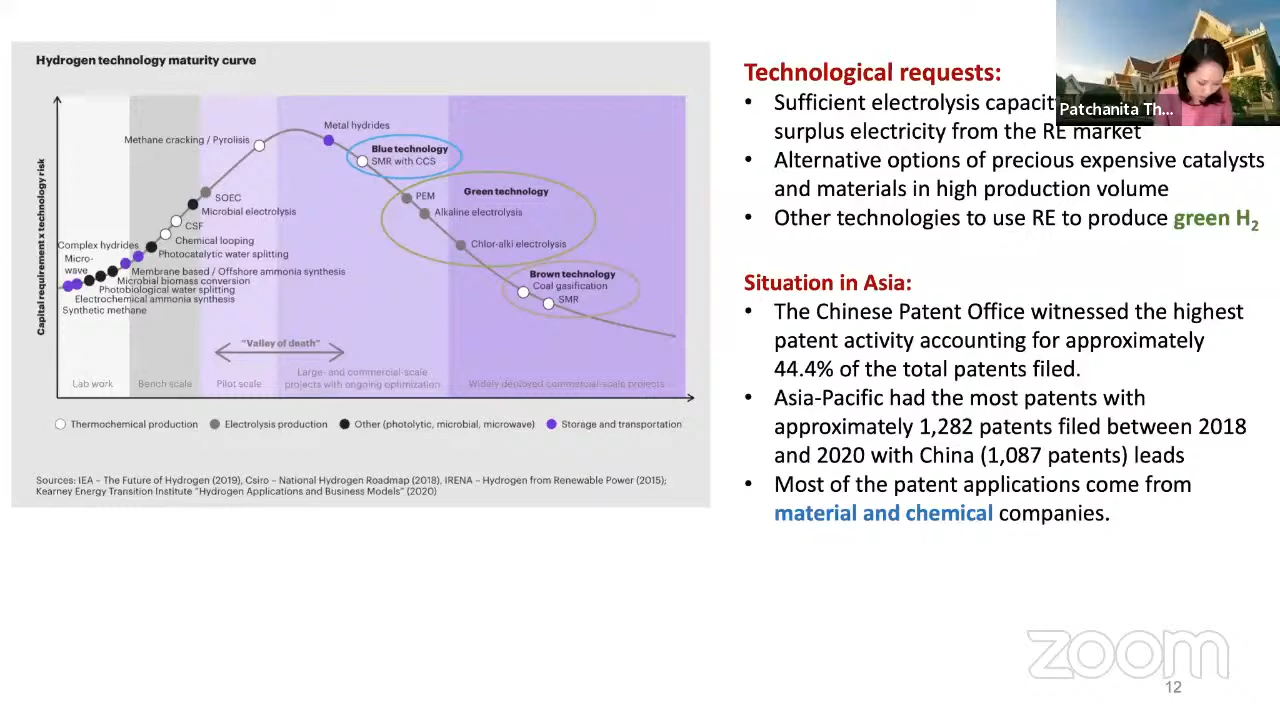 Hydrogen technology maturity curve
Capital requirement x technology risk
Methane cracking / Pyrolisis
Metal hydrides
Blue technology
SMR with CCS
Green technology
PEM
Alkaline electrolysis
Chlor-alki electrolysis
Brown technology
Coal gasification
SMR
SOEC
Microbial electrolysis
CSF
Chemical looping
Photocatalytic water splitting
Complex hydrides
Micro-
wave
Membrane based / Offshore ammonia synthesis
Microbial biomass conversion
Photobiological water splitting
Electrochemical ammonia synthesis
Synthetic methane
"Valley of death"
Lab work
Bench scale
Pilot scale
Large- and commercial-scale
projects with ongoing optimization
Widely deployed commercial-scale projects
Thermochemical production
Electrolysis production
Other (photolytic, microbial, microwave)
Storage and transportation
Sources: IEA – The Future of Hydrogen (2019), Csiro – National Hydrogen Roadmap (2018), IRENA – Hydrogen from Renewable Power (2015);
Kearney Energy Transition Institute "Hydrogen Applications and Business Models" (2020)
Technological requests:
• Sufficient electrolysis
surplus electricity from the RE market
• Alternative options of precious expensive catalysts
and materials in high production volume
• Other technologies to use RE to produce green H₂
Situation in Asia:
• The Chinese Patent Office witnessed the highest
patent activity accounting for approximately
44.4% of the total patents filed.
• Asia-Pacific had the most patents with
approximately 1,282 patents filed between 2018
and 2020 with China (1,087 patents) leads
• Most of the patent applications come from
material and chemical companies.
Patchanita Th...
zoom
12